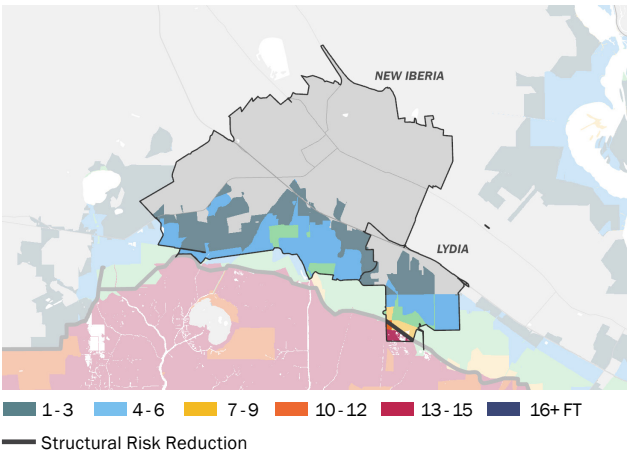 NEW IBERIA
LYDIA
1-3 4-6 7-9 10-12 13-15 16+ FT
Structural Risk Reduction